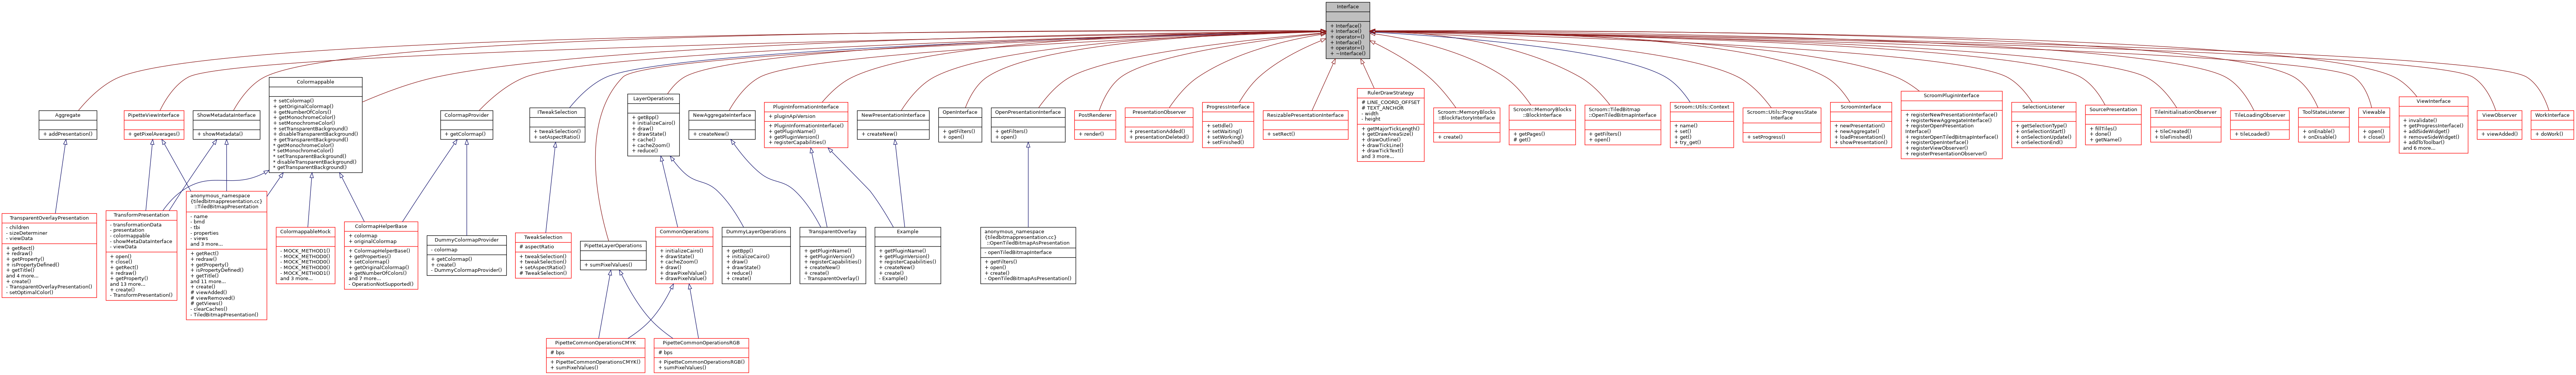 Interface
+ Interface()
+ Interface()
+ operator=()
+ Interface()
+ operator=()
+ ~Interface()
Aggregate
+ addPresentation()
PipetteViewInterface
+ getPixelAverages()
ShowMetadataInterface
+ showMetadata()
Colormappable
+ setColormap()
+ getOriginalColormap()
+ getNumberOfColors()
+ getMonochromeColor()
+ setMonochromeColor()
+ setTransparentBackground()
+ disableTransparentBackground()
+ getTransparentBackground()
* getMonochromeColor()
* setMonochromeColor()
* setTransparentBackground()
* disableTransparentBackground()
* getTransparentBackground()
ColormapProvider
+ getColormap()
ITweakSelection
+ tweakSelection()
+ setAspectRatio()
LayerOperations
+ getBpp()
+ initializeCairo()
+ draw()
+ drawState()
+ cache()
+ cacheZoom()
+ reduce()
NewAggregateInterface
+ createNew()
PluginInformationInterface
+ pluginApiVersion
+ PluginInformationInterface()
+ getPluginName()
+ getPluginVersion()
+ registerCapabilities()
NewPresentationInterface
+ createNew()
OpenInterface
+ getFilters()
+ open()
OpenPresentationInterface
+ getFilters()
+ open()
PostRenderer
+ render()
PresentationObserver
+ presentationAdded()
+ presentationDeleted()
ProgressInterface
+ setIdle()
+ setWaiting()
+ setWorking()
+ setFinished()
ResizablePresentationInterface
+ setRect()
RulerDrawStrategy
# LINE_COORD_OFFSET
# TEXT_ANCHOR
- width
- height
+ getMajorTickLength()
+ getDrawAreaSize()
+ drawOutline()
+ drawTickLine()
+ drawTickText()
and 3 more...
Scroom::MemoryBlocks
::BlockFactoryInterface
+ create()
Scroom::MemoryBlocks
::BlockInterface
+ getPages()
# get()
Scroom::TiledBitmap
::OpenTiledBitmapInterface
+ getFilters()
+ open()
Scroom::Utils::Context
+ name()
+ set()
+ get()
+ try_get()
Scroom::Utils::ProgressState
Interface
+ setProgress()
ScroomInterface
+ newPresentation()
+ newAggregate()
+ loadPresentation()
+ showPresentation()
ScroomPluginInterface
+ registerNewPresentationInterface()
+ registerNewAggregateInterface()
+ registerOpenPresentation
Interface()
+ registerOpenTiledBitmapInterface()
+ registerOpenInterface()
+ registerViewObserver()
+ registerPresentationObserver()
SelectionListener
+ getSelectionType()
+ onSelectionStart()
+ onSelectionUpdate()
+ onSelectionEnd()
SourcePresentation
+ fillTiles()
+ done()
+ getName()
TileInitialisationObserver
+ tileCreated()
+ tileFinished()
TileLoadingObserver
+ tileLoaded()
ToolStateListener
+ onEnable()
+ onDisable()
Viewable
+ open()
+ close()
ViewInterface
+ invalidate()
+ getProgressInterface()
+ addSideWidget()
+ removeSideWidget()
+ addToToolbar()
and 6 more...
ViewObserver
+ viewAdded()
WorkInterface
+ doWork()
TransparentOverlayPresentation
- children
- sizeDeterminer
- viewData
+ getRect()
+ redraw()
+ getProperty()
+ isPropertyDefined()
+ getTitle()
and 4 more...
+ create()
- TransparentOverlayPresentation()
- setOptimalColor()
TransformPresentation
- transformationData
- presentation
- colormappable
- showMetaDataInterface
- viewData
+ open()
+ close()
+ getRect()
+ redraw()
+ getProperty()
and 13 more...
+ create()
- TransformPresentation()
anonymous_namespace
{tiledbitmappresentation.cc}
::TiledBitmapPresentation
- name
- bmd
- tbi
- properties
- views
and 3 more...
+ getRect()
+ redraw()
+ getProperty()
+ isPropertyDefined()
+ getTitle()
and 11 more...
+ create()
# viewAdded()
# viewRemoved()
# getViews()
- clearCaches()
- TiledBitmapPresentation()
ColormappableMock
- MOCK_METHOD1()
- MOCK_METHOD0()
- MOCK_METHOD0()
- MOCK_METHOD0()
- MOCK_METHOD1()
and 3 more...
ColormapHelperBase
+ colormap
+ originalColormap
+ ColormapHelperBase()
+ getProperties()
+ setColormap()
+ getOriginalColormap()
+ getNumberOfColors()
and 7 more...
- OperationNotSupported()
DummyColormapProvider
- colormap
+ getColormap()
+ create()
- DummyColormapProvider()
TweakSelection
# aspectRatio
+ tweakSelection()
+ tweakSelection()
+ setAspectRatio()
# TweakSelection()
PipetteLayerOperations
+ sumPixelValues()
CommonOperations
+ initializeCairo()
+ drawState()
+ cacheZoom()
+ draw()
+ drawPixelValue()
+ drawPixelValue()
DummyLayerOperations
+ getBpp()
+ initializeCairo()
+ draw()
+ drawState()
+ reduce()
+ create()
TransparentOverlay
+ getPluginName()
+ getPluginVersion()
+ registerCapabilities()
+ createNew()
+ create()
- TransparentOverlay()
Example
+ getPluginName()
+ getPluginVersion()
+ registerCapabilities()
+ createNew()
+ create()
- Example()
anonymous_namespace
{tiledbitmappresentation.cc}
::OpenTiledBitmapAsPresentation
- openTiledBitmapInterface
+ getFilters()
+ open()
+ create()
- OpenTiledBitmapAsPresentation()
PipetteCommonOperationsCMYK
# bps
+ PipetteCommonOperationsCMYK()
+ sumPixelValues()
PipetteCommonOperationsRGB
# bps
+ PipetteCommonOperationsRGB()
+ sumPixelValues()